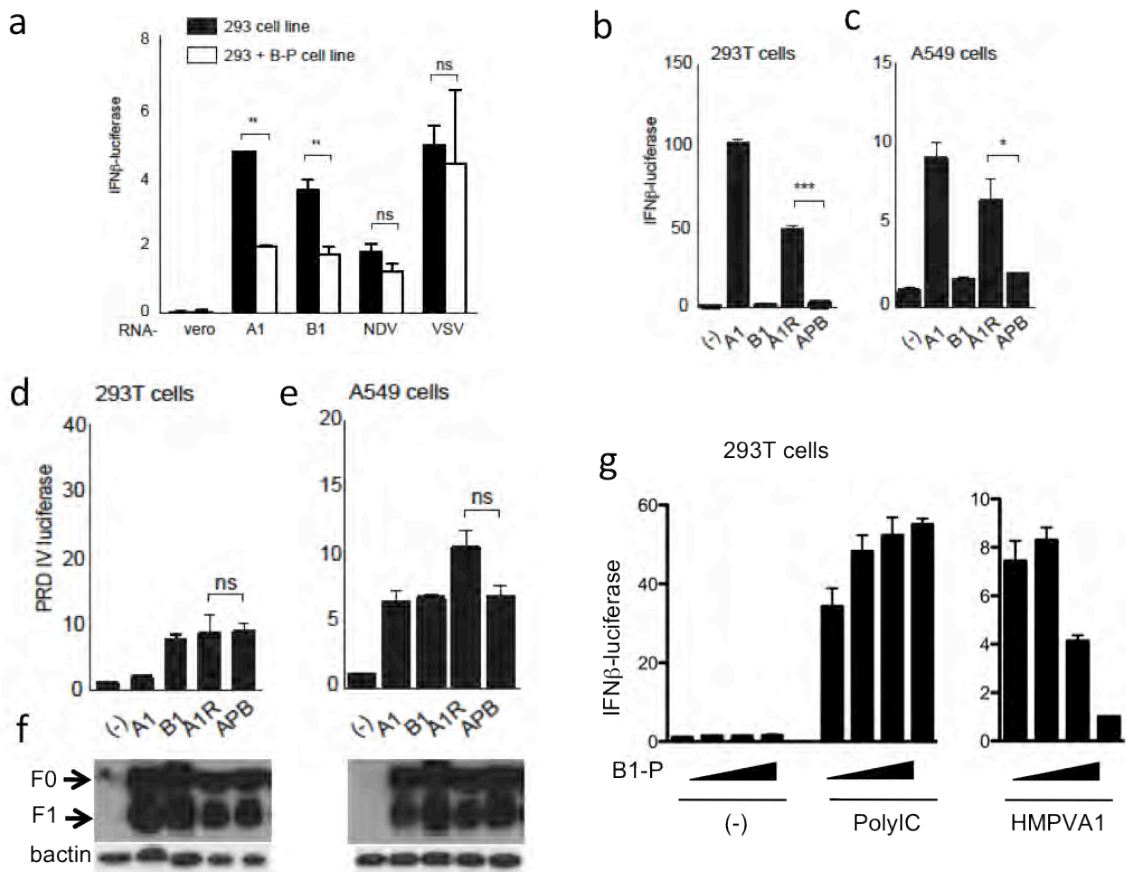 a
293 cell line
293 + B-P cell line
IFNβ-luciferase
8
6
4
2
0
**
**
ns
ns
RNA- vero A1 B1 NDV VSV
b
293T cells
IFNβ-luciferase
150
100
50
0
***
(-) A1 B1 A1R APB
c
A549 cells
15
10
5
0
*
(-) A1 B1 A1R APB
d
293T cells
PRD IV luciferase
40
30
20
10
0
ns
(-) A1 B1 A1R APB
e
A549 cells
20
15
10
5
0
ns
(-) A1 B1 A1R APB
f
F0
F1
bactin
g
293T cells
IFNβ-luciferase
60
40
20
0
10
8
6
4
2
0
B1-P
(-) PolyIC HMPVA1